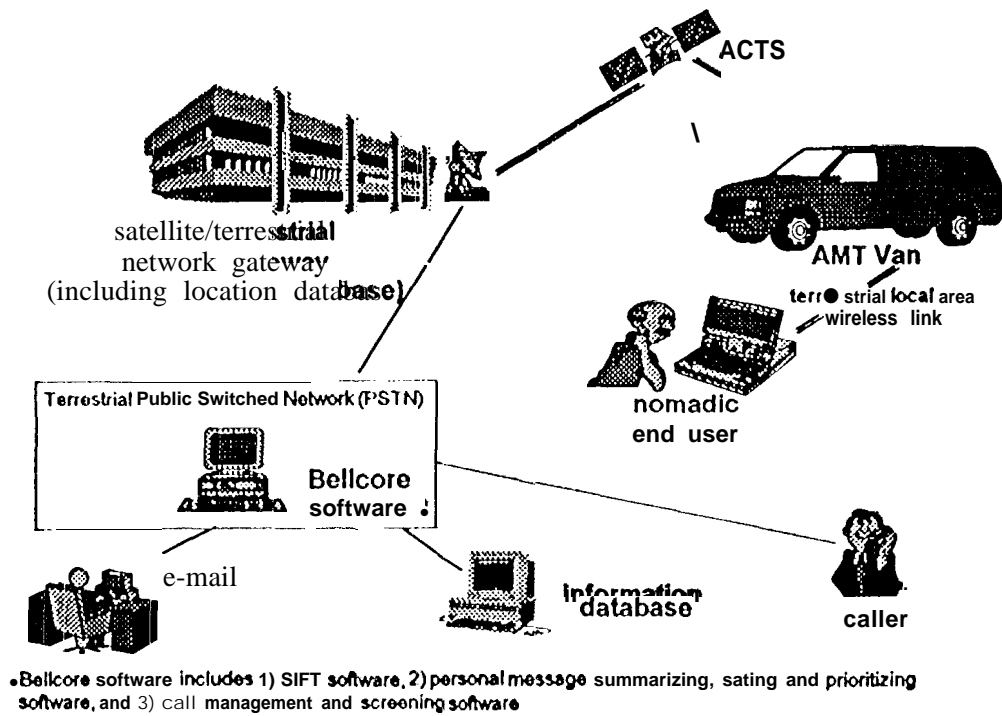 ACTS
satellite/terrestrial
network gateway
(including location database)
AMT Van
terrestrial local area
wireless link
nomadic
end user
Terrestrial Public Switched Network (PSTN)
Bellcore
software •
e-mail
information
database
caller
•Bellcore software includes 1) SIFT software, 2) personal message summarizing, sating and prioritizing
software, and 3) call management and screening software